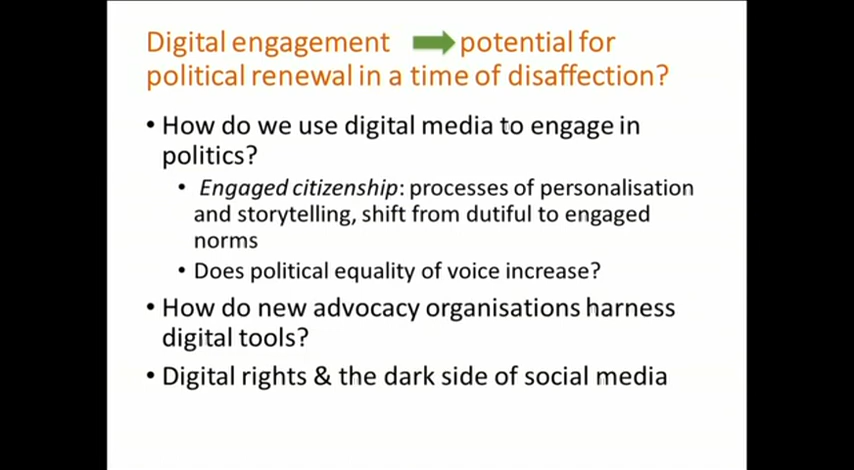 Digital engagement potential for
political renewal in a time of disaffection?
• How do we use digital media to engage in
politics?
• Engaged citizenship: processes of personalisation
and storytelling, shift from dutiful to engaged
norms
• Does political equality of voice increase?
• How do new advocacy organisations harness
digital tools?
• Digital rights & the dark side of social media